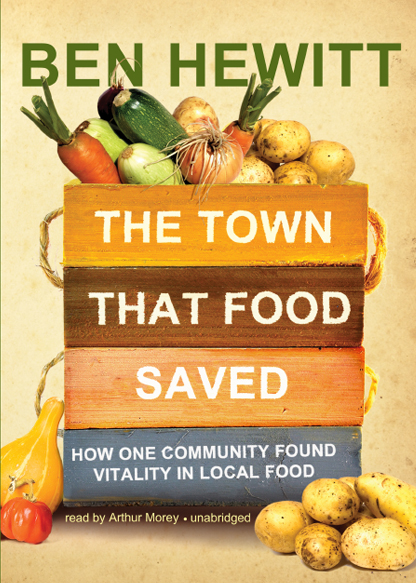 BEN HEWITT
THE TOWN
THAT FOOD
SAVED
HOW ONE COMMUNITY FOUND
VITALITY IN LOCAL FOOD
read by Arthur Morey • unabridged